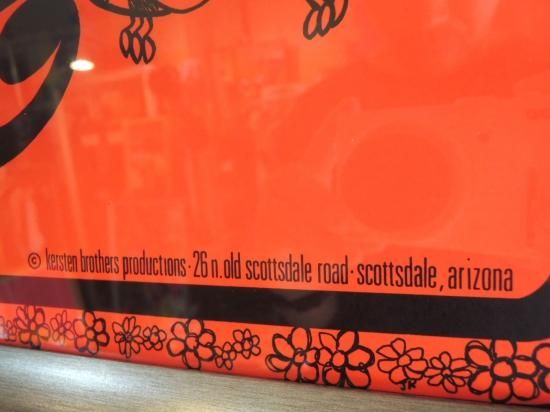 © kersten brothers productions · 26 n. old scottsdale road · scottsdale, arizona